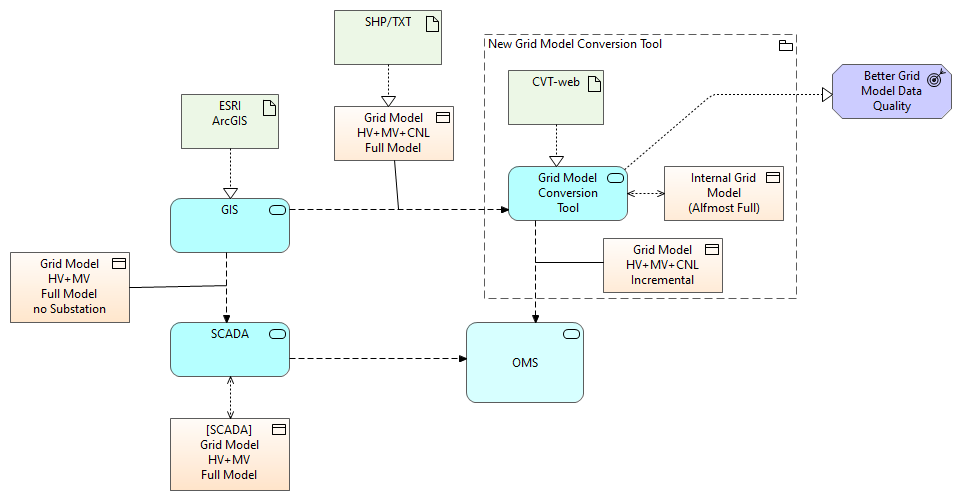 SHP/TXT
New Grid Model Conversion Tool
CVT-web
Better Grid
Model Data
Quality
ESRI
ArcGIS
Grid Model
HV+MV+CNL
Full Model
Grid Model
Conversion
Tool
Internal Grid
Model
(Alfmost Full)
GIS
Grid Model
HV+MV
Full Model
no Substation
Grid Model
HV+MV+CNL
Incremental
SCADA
OMS
[SCADA]
Grid Model
HV+MV
Full Model